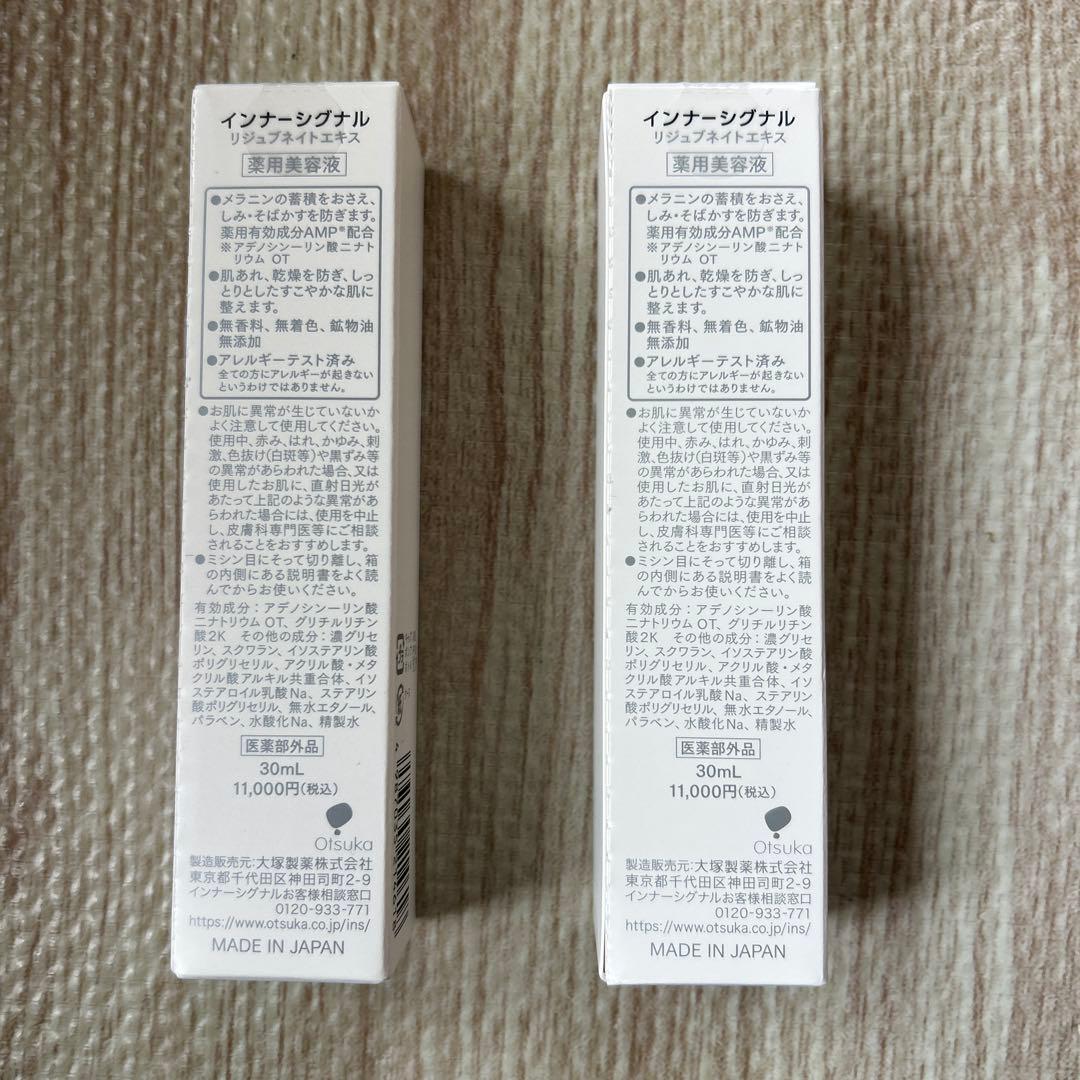 インナーシグナル
リジュブネイトエキス
薬用美容液
●メラニンの蓄積をおさえ、
しみ・そばかすを防ぎます。
薬用有効成分AMP※配合
※アデノシン一リン酸二ナト
リウム OT
●肌あれ、乾燥を防ぎ、しっ
とりとしたすこやかな肌に
整えます。
●無香料、無着色、鉱物油
無添加
●アレルギーテスト済み
全ての方にアレルギーが起きない
というわけではありません。
●お肌に異常が生じていないか
よく注意して使用してください。
使用中、赤み、はれ、かゆみ、刺
激、色抜け(白斑等)や黒ずみ等
の異常があらわれた場合、又は
使用したお肌に、直射日光が
あたって上記のような異常があ
らわれた場合には、使用を中止
し、皮膚科専門医等にご相談
されることをおすすめします。
●ミシン目にそって切り離し、箱
の内側にある説明書をよく読
んでからお使いください。
有効成分：アデノシン一リン酸
二ナトリウム OT、グリチルリチン
酸2K その他の成分：濃グリセ
リン、スクワラン、イソステアリン酸
ポリグリセリル、アクリル酸・メタ
クリル酸アルキル共重合体、イソ
ステアロイル乳酸Na、ステアリン
酸ポリグリセリル、無水エタノール、
パラベン、水酸化Na、精製水
医薬部外品
30mL
11,000円(税込)
Otsuka
製造販売元：大塚製薬株式会社
東京都千代田区神田司町2-9
インナーシグナルお客様相談窓口
0120-933-771
https://www.otsuka.co.jp/ins/
MADE IN JAPAN
インナーシグナル
リジュブネイトエキス
薬用美容液
●メラニンの蓄積をおさえ、
しみ・そばかすを防ぎます。
薬用有効成分AMP※配合
※アデノシン一リン酸二ナト
リウム OT
●肌あれ、乾燥を防ぎ、しっ
とりとしたすこやかな肌に
整えます。
●無香料、無着色、鉱物油
無添加
●アレルギーテスト済み
全ての方にアレルギーが起きない
というわけではありません。
●お肌に異常が生じていないか
よく注意して使用してください。
使用中、赤み、はれ、かゆみ、刺
激、色抜け(白斑等)や黒ずみ等
の異常があらわれた場合、又は
使用したお肌に、直射日光が
あたって上記のような異常があ
らわれた場合には、使用を中止
し、皮膚科専門医等にご相談
されることをおすすめします。
●ミシン目にそって切り離し、箱
の内側にある説明書をよく読
んでからお使いください。
有効成分：アデノシン一リン酸
二ナトリウム OT、グリチルリチン
酸2K その他の成分：濃グリセ
リン、スクワラン、イソステアリン酸
ポリグリセリル、アクリル酸・メタ
クリル酸アルキル共重合体、イソ
ステアロイル乳酸Na、ステアリン
酸ポリグリセリル、無水エタノール、
パラベン、水酸化Na、精製水
医薬部外品
30mL
11,000円(税込)
Otsuka
製造販売元：大塚製薬株式会社
東京都千代田区神田司町2-9
インナーシグナルお客様相談窓口
0120-933-771
https://www.otsuka.co.jp/ins/
MADE IN JAPAN